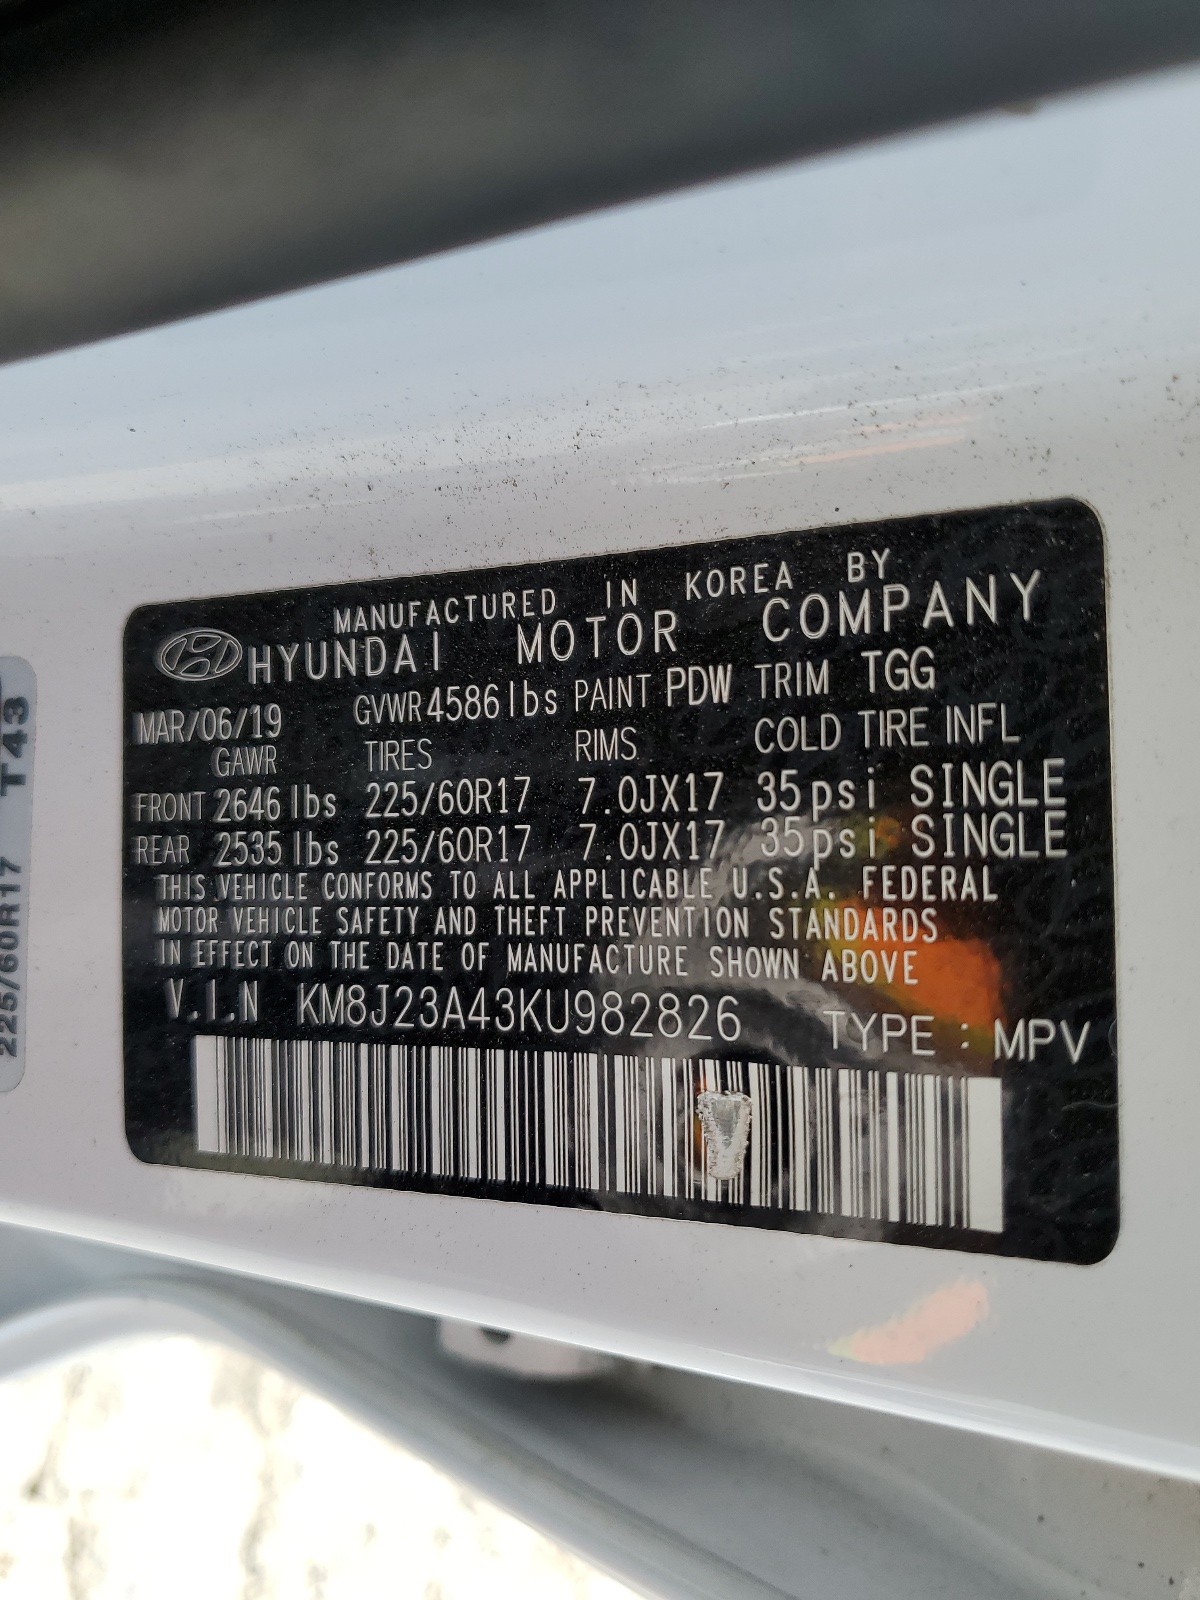 MANUFACTURED IN KOREA BY
HYUNDAI MOTOR COMPANY
MAR/06/19 GVWR 4586 lbs PAINT PDW TRIM TGG
GAWR TIRES RIMS COLD TIRE INFL
FRONT 2646 lbs 225/60R17 7.0JX17 35psi SINGLE
REAR 2535 lbs 225/60R17 7.0JX17 35psi SINGLE
THIS VEHICLE CONFORMS TO ALL APPLICABLE U.S.A. FEDERAL
MOTOR VEHICLE SAFETY AND THEFT PREVENTION STANDARDS
IN EFFECT ON THE DATE OF MANUFACTURE SHOWN ABOVE
V.I.N KM8J23A43KU982826 TYPE : MPV
225/60R17 T43